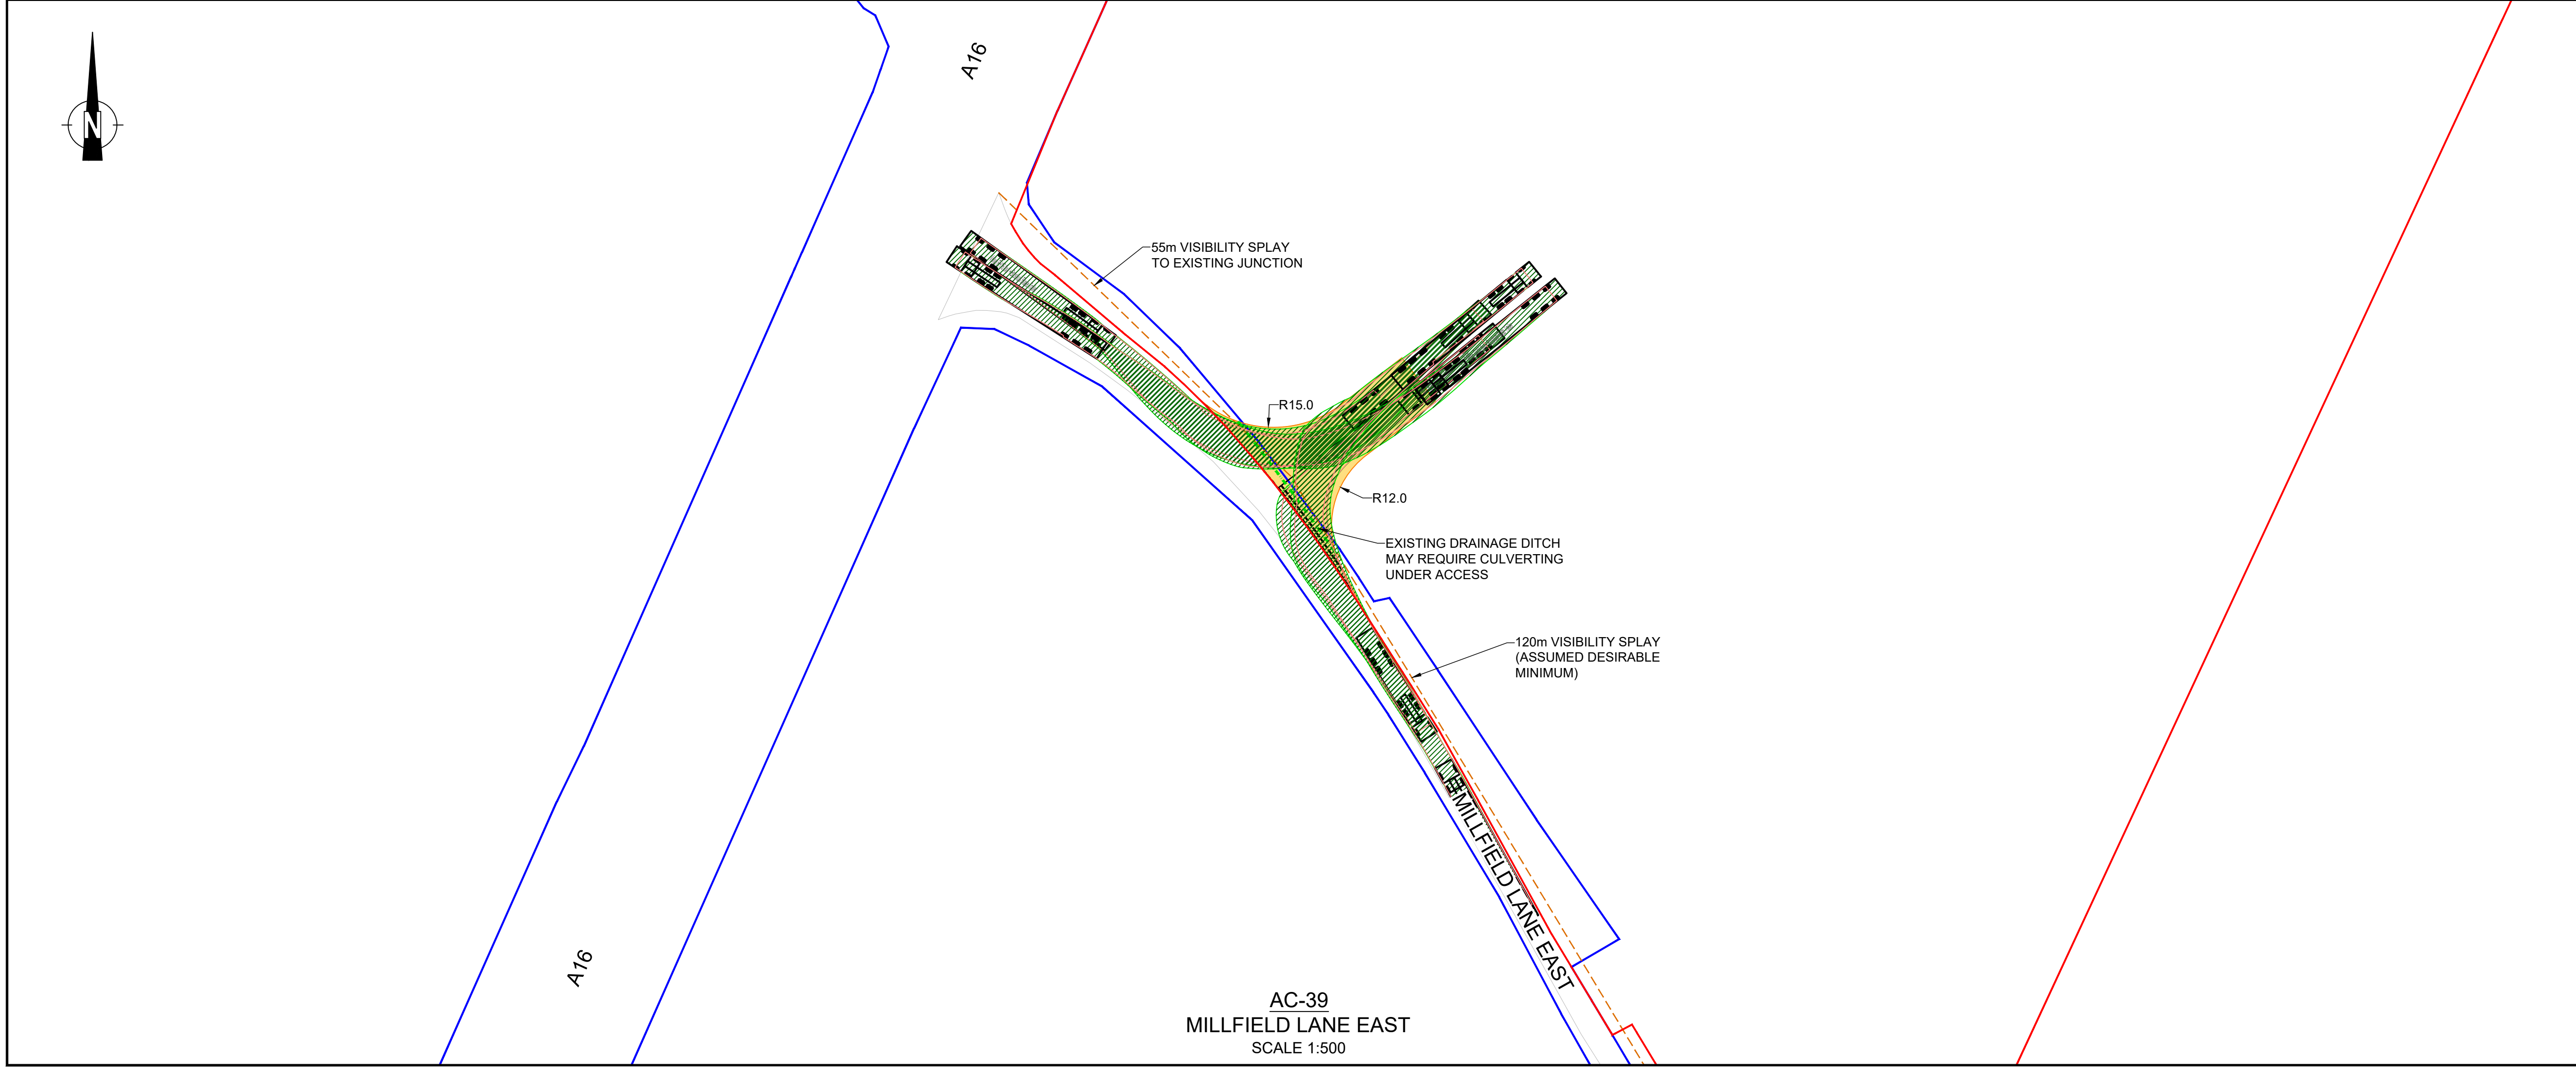 A16
N
55m VISIBILITY SPLAY
TO EXISTING JUNCTION
R15.0
R12.0
EXISTING DRAINAGE DITCH
MAY REQUIRE CULVERTING
UNDER ACCESS
120m VISIBILITY SPLAY
(ASSUMED DESIRABLE
MINIMUM)
MILLFIELD LANE EAST
A16
AC-39
MILLFIELD LANE EAST
SCALE 1:500